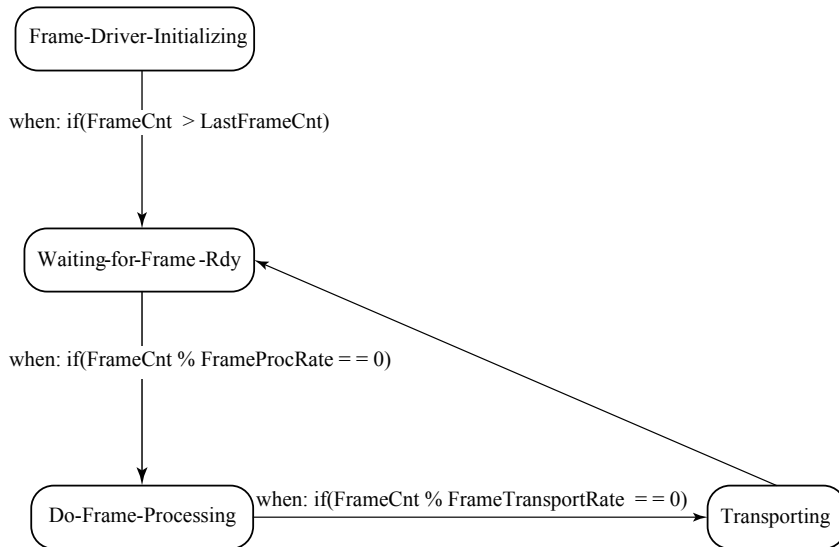 Frame-Driver-Initializing
when: if(FrameCnt > LastFrameCnt)
Waiting-for-Frame-Rdy
when: if(FrameCnt % FrameProcRate = = 0)
Do-Frame-Processing
when: if(FrameCnt % FrameTransportRate = = 0)
Transporting